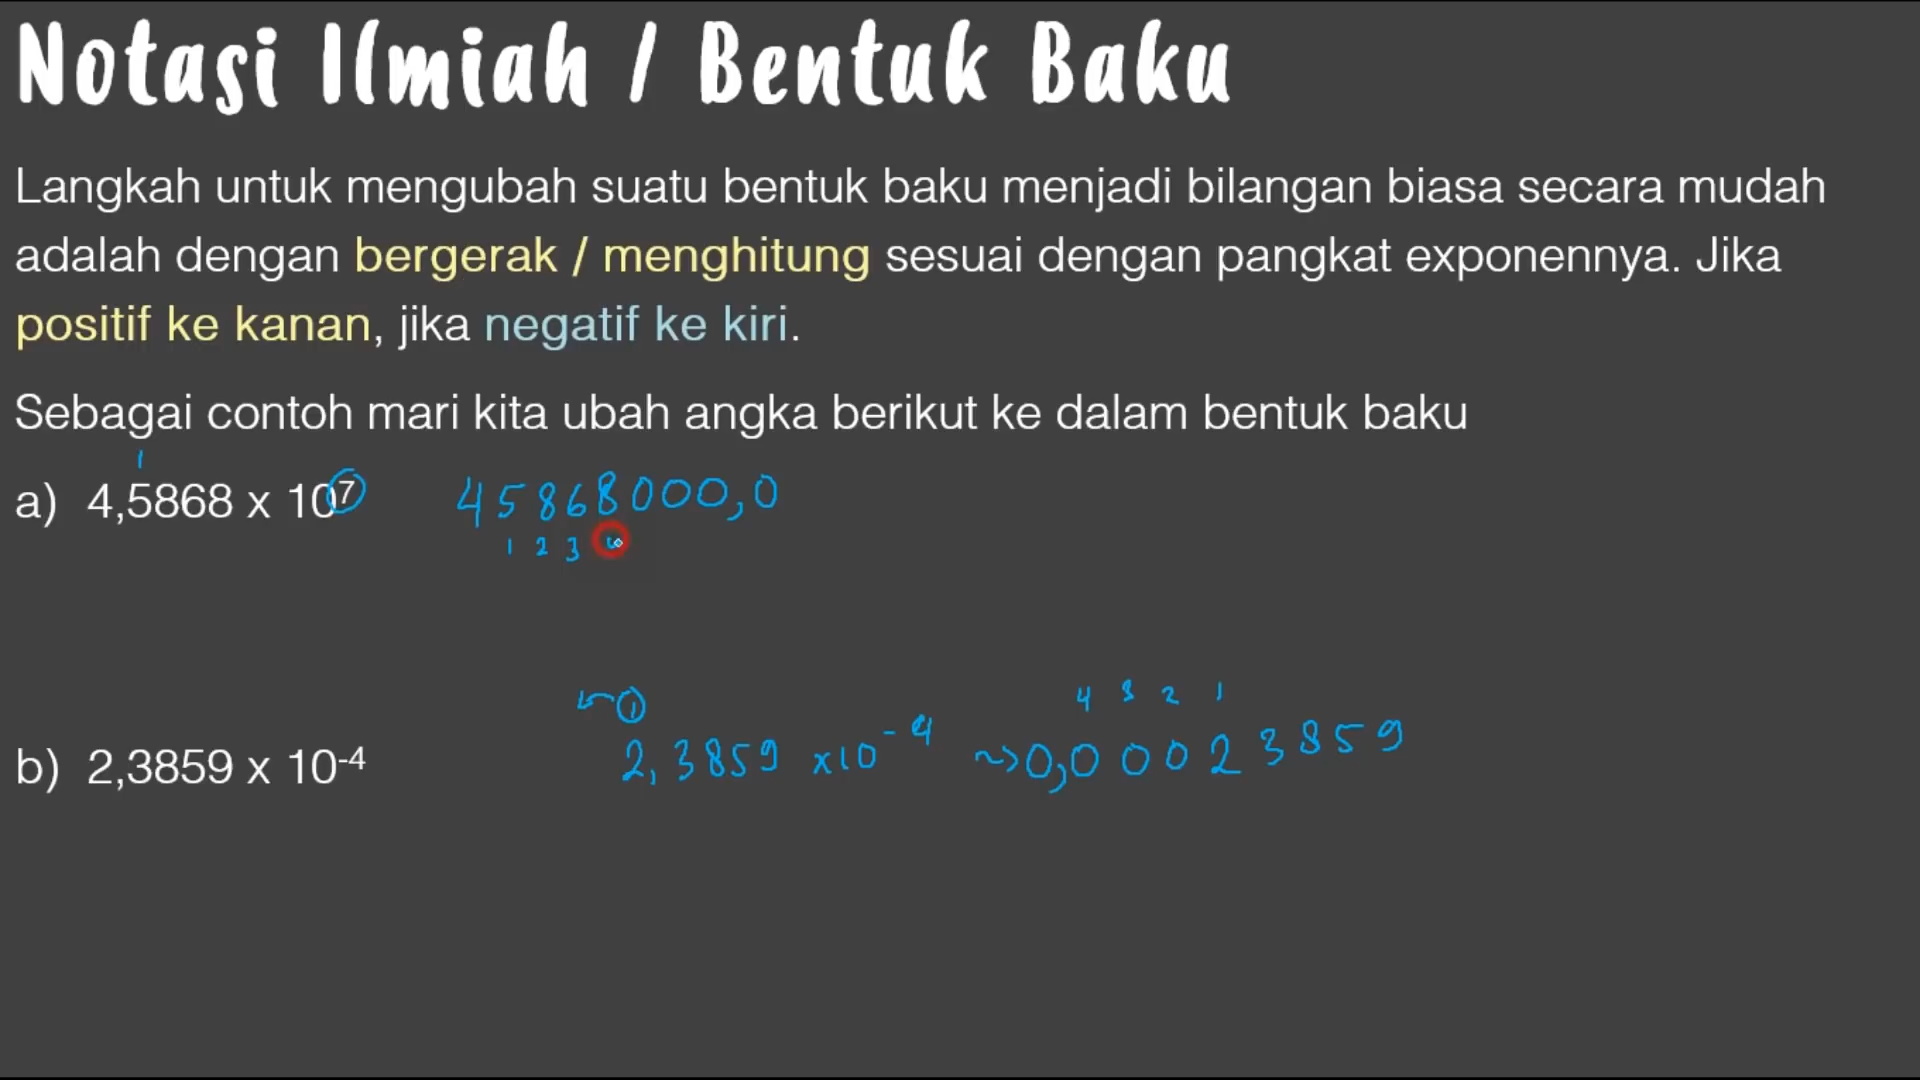 Notasi Ilmiah / Bentuk Baku
Langkah untuk mengubah suatu bentuk baku menjadi bilangan biasa secara mudah
adalah dengan bergerak / menghitung sesuai dengan pangkat exponennya. Jika
positif ke kanan, jika negatif ke kiri.
Sebagai contoh mari kita ubah angka berikut ke dalam bentuk baku
1
a) 4,5868 x 10⁷ 45868000,0
1 2 3
1 4 3 2 1
b) 2,3859 x 10⁻⁴ 2,3859 x10⁻⁴ ~> 0,00023859